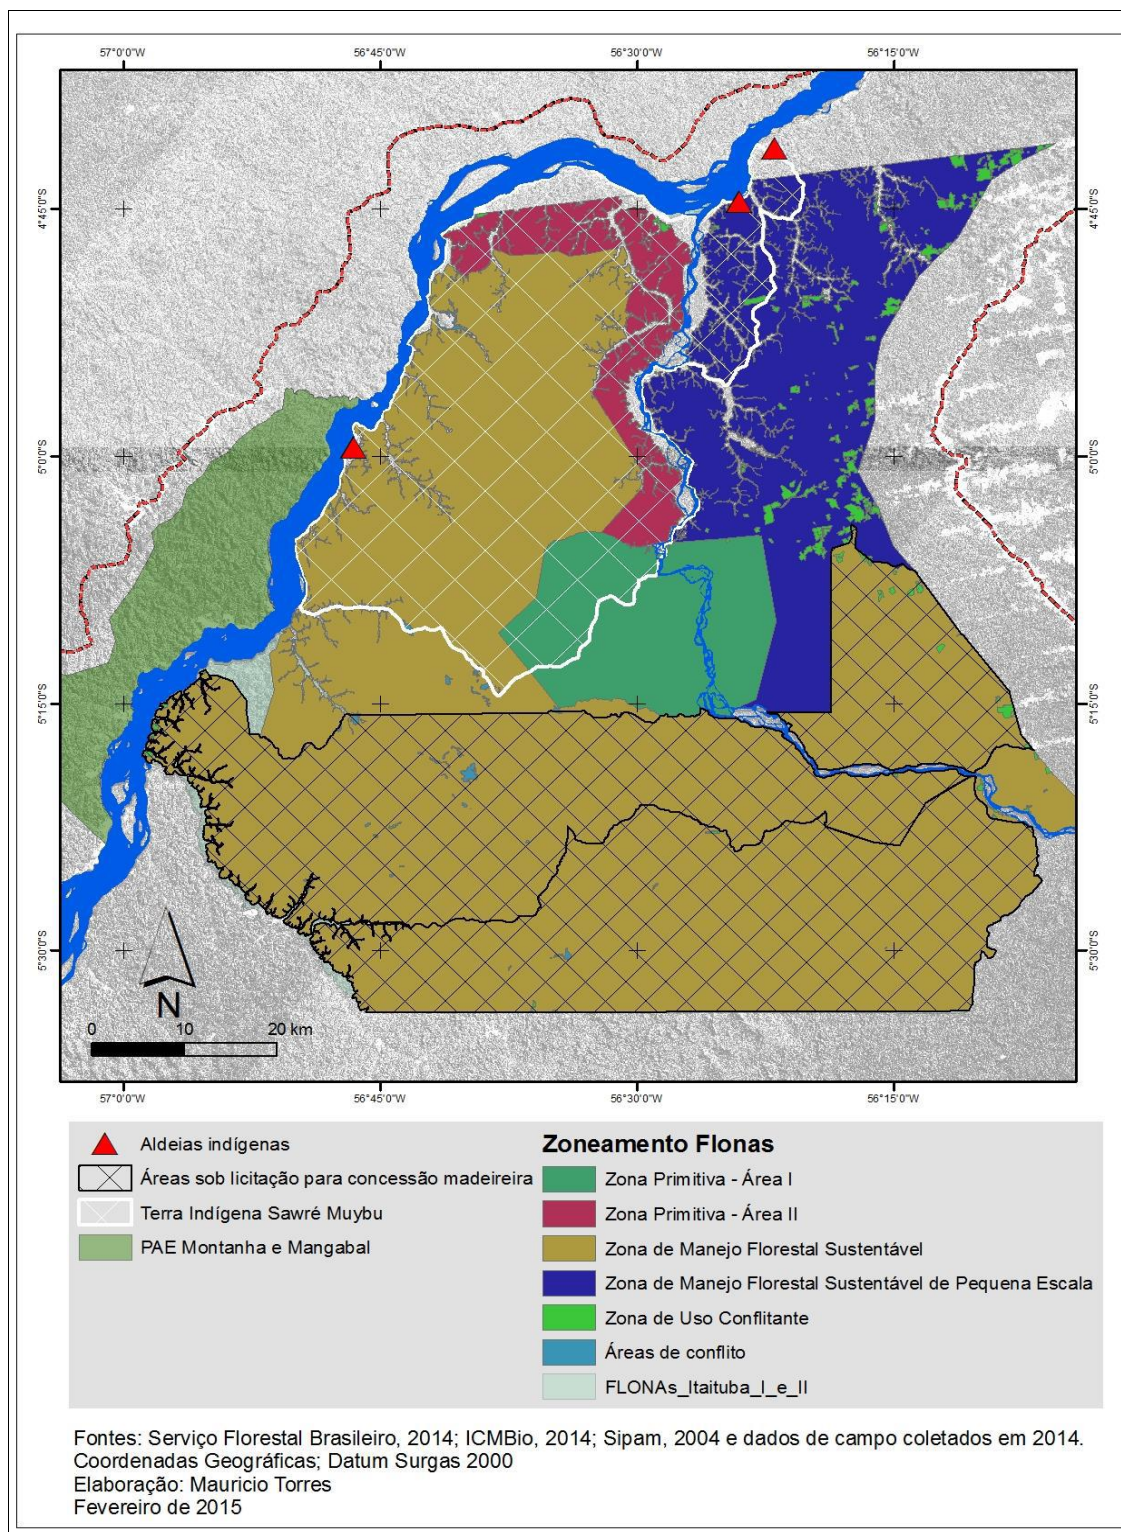 57°0'0"W 56°45'0"W 56°30'0"W 56°15'0"W
4°45'0"S 4°45'0"S
5°0'0"S 5°0'0"S
5°15'0"S 5°15'0"S
5°30'0"S 5°30'0"S
N
0 10 20 km
57°0'0"W 56°45'0"W 56°30'0"W 56°15'0"W
Aldeias indígenas
Áreas sob licitação para concessão madeireira
Terra Indígena Sawré Muybu
PAE Montanha e Mangabal
Zoneamento Flonas
Zona Primitiva - Área I
Zona Primitiva - Área II
Zona de Manejo Florestal Sustentável
Zona de Manejo Florestal Sustentável de Pequena Escala
Zona de Uso Conflitante
Áreas de conflito
FLONAs_Itaituba_I_e_II
Fontes: Serviço Florestal Brasileiro, 2014; ICMBio, 2014; Sipam, 2004 e dados de campo coletados em 2014.
Coordenadas Geográficas; Datum Surgas 2000
Elaboração: Mauricio Torres
Fevereiro de 2015